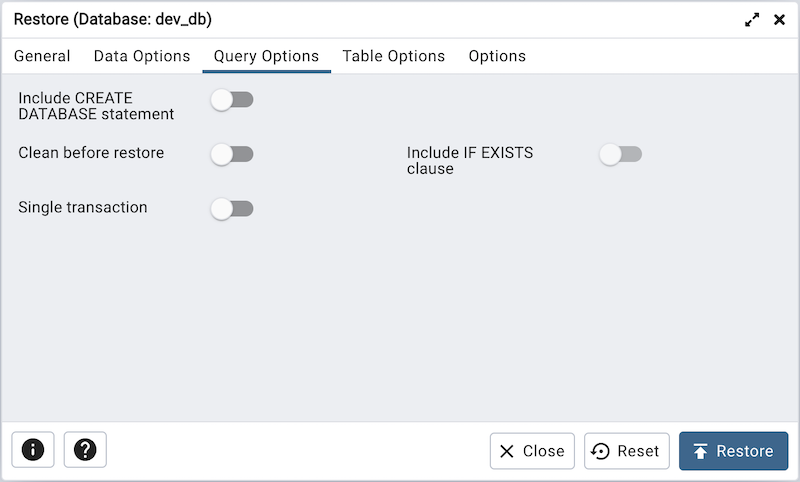 Restore (Database: dev_db)
General Data Options Query Options Table Options Options
Include CREATE
DATABASE statement
Clean before restore
Include IF EXISTS
clause
Single transaction
Close Reset Restore